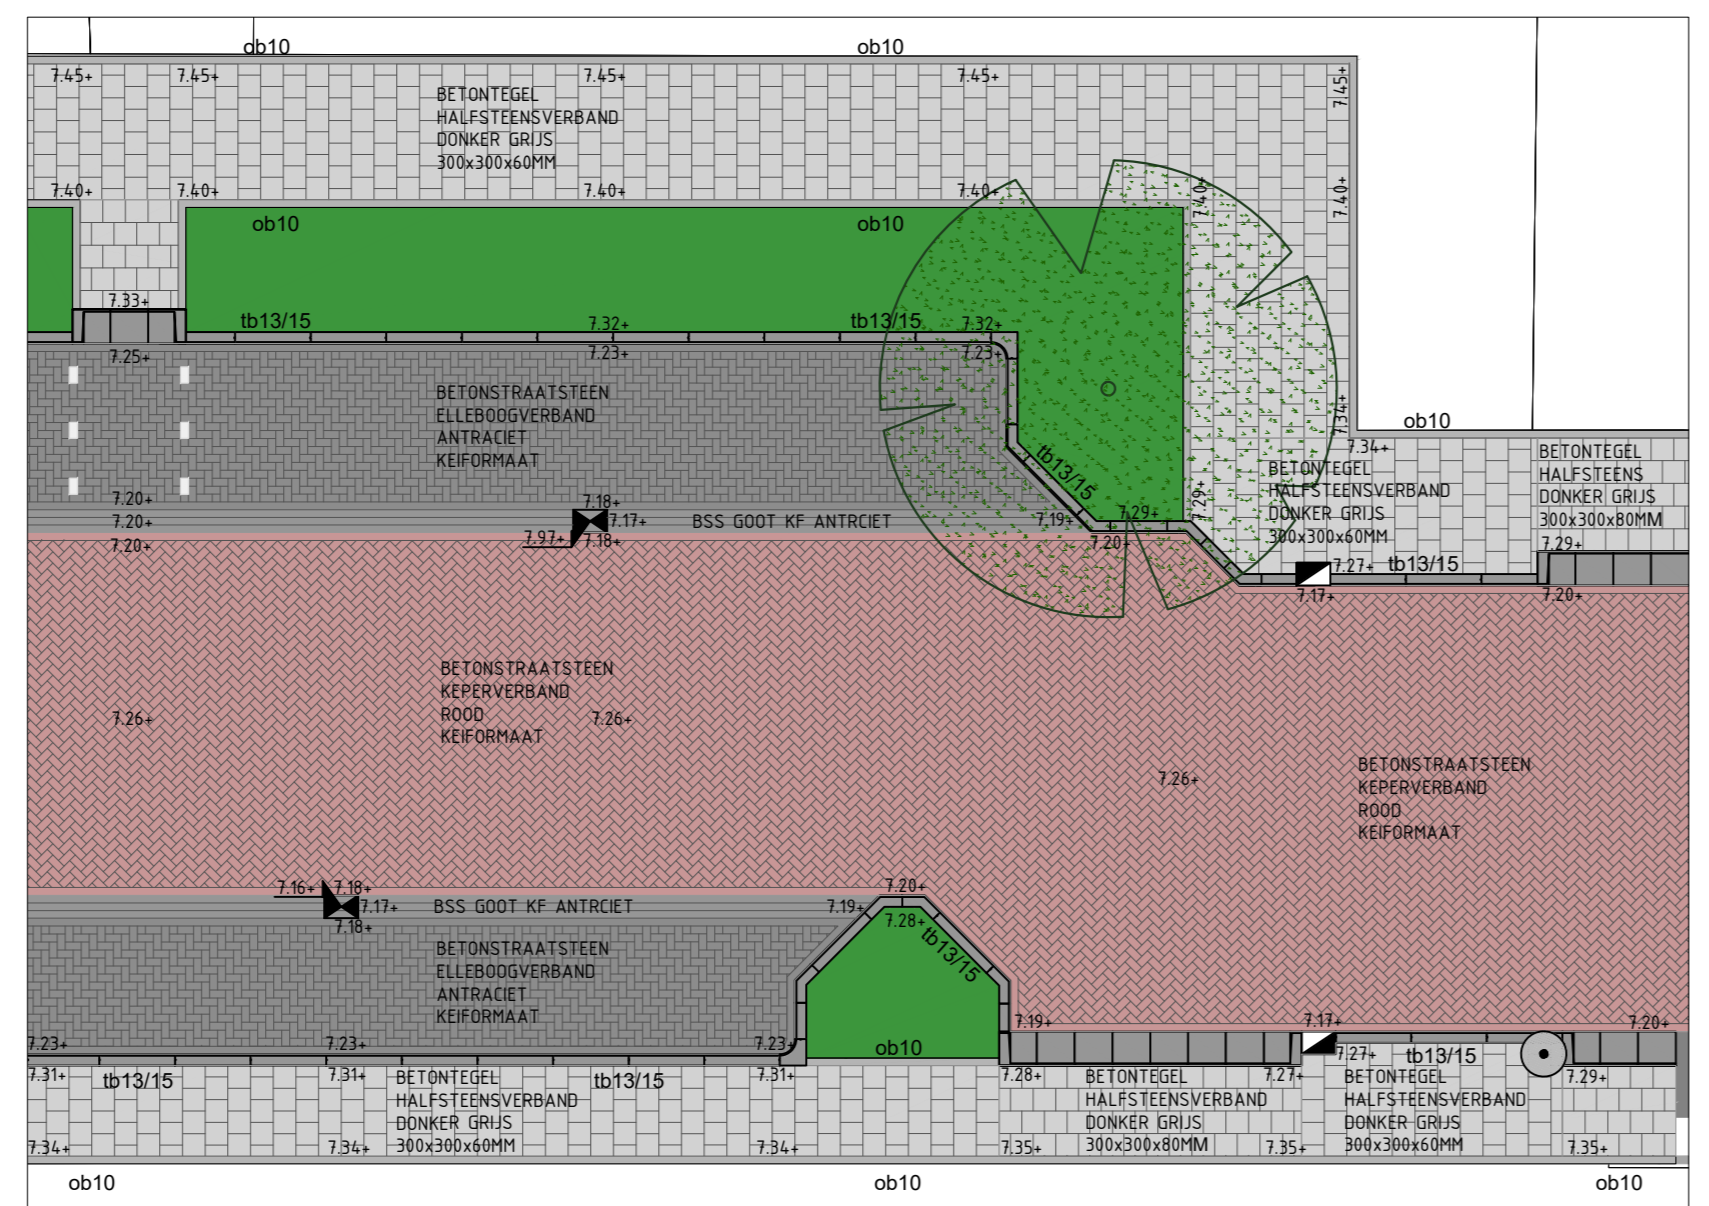 ob10
ob10
7.45+
7.45+
7.45+
7.45+
7.45+
BETONTEGEL
HALFSTEENSVERBAND
DONKER GRIJS
300x300x60MM
7.40+
7.40+
7.40+
7.40+
7.40+
7.40+
ob10
ob10
7.33+
tb13/15
7.32+
tb13/15
7.32+
7.25+
7.23+
7.23+
BETONSTRAATSTEEN
ELLEBOOGVERBAND
ANTRACIET
KEIFORMAAT
7.34+
ob10
7.34+
tb13/15
BETONTEGEL
HALFSTEENSVERBAND
DONKER GRIJS
300x300x60MM
BETONTEGEL
HALFSTEENS
DONKER GRIJS
300x300x80MM
7.29+
7.20+
7.20+
7.20+
7.18+
7.17+
7.18+
7.97+
BSS GOOT KF ANTRCIET
7.19+
7.29+
7.20+
7.29+
7.27+
tb13/15
7.17+
7.20+
BETONSTRAATSTEEN
KEPERVERBAND
ROOD
KEIFORMAAT
7.26+
7.26+
7.26+
BETONSTRAATSTEEN
KEPERVERBAND
ROOD
KEIFORMAAT
7.16+
7.18+
7.17+
7.18+
BSS GOOT KF ANTRCIET
7.19+
7.20+
7.28+
tb13/15
BETONSTRAATSTEEN
ELLEBOOGVERBAND
ANTRACIET
KEIFORMAAT
7.23+
7.23+
7.23+
ob10
7.19+
7.17+
7.20+
7.31+
tb13/15
7.31+
BETONTEGEL
HALFSTEENSVERBAND
DONKER GRIJS
300x300x60MM
tb13/15
7.31+
7.28+
BETONTEGEL
HALFSTEENSVERBAND
DONKER GRIJS
300x300x80MM
7.27+
7.27+
tb13/15
BETONTEGEL
HALFSTEENSVERBAND
DONKER GRIJS
300x300x60MM
7.29+
7.34+
7.34+
7.34+
7.35+
7.35+
7.35+
ob10
ob10
ob10